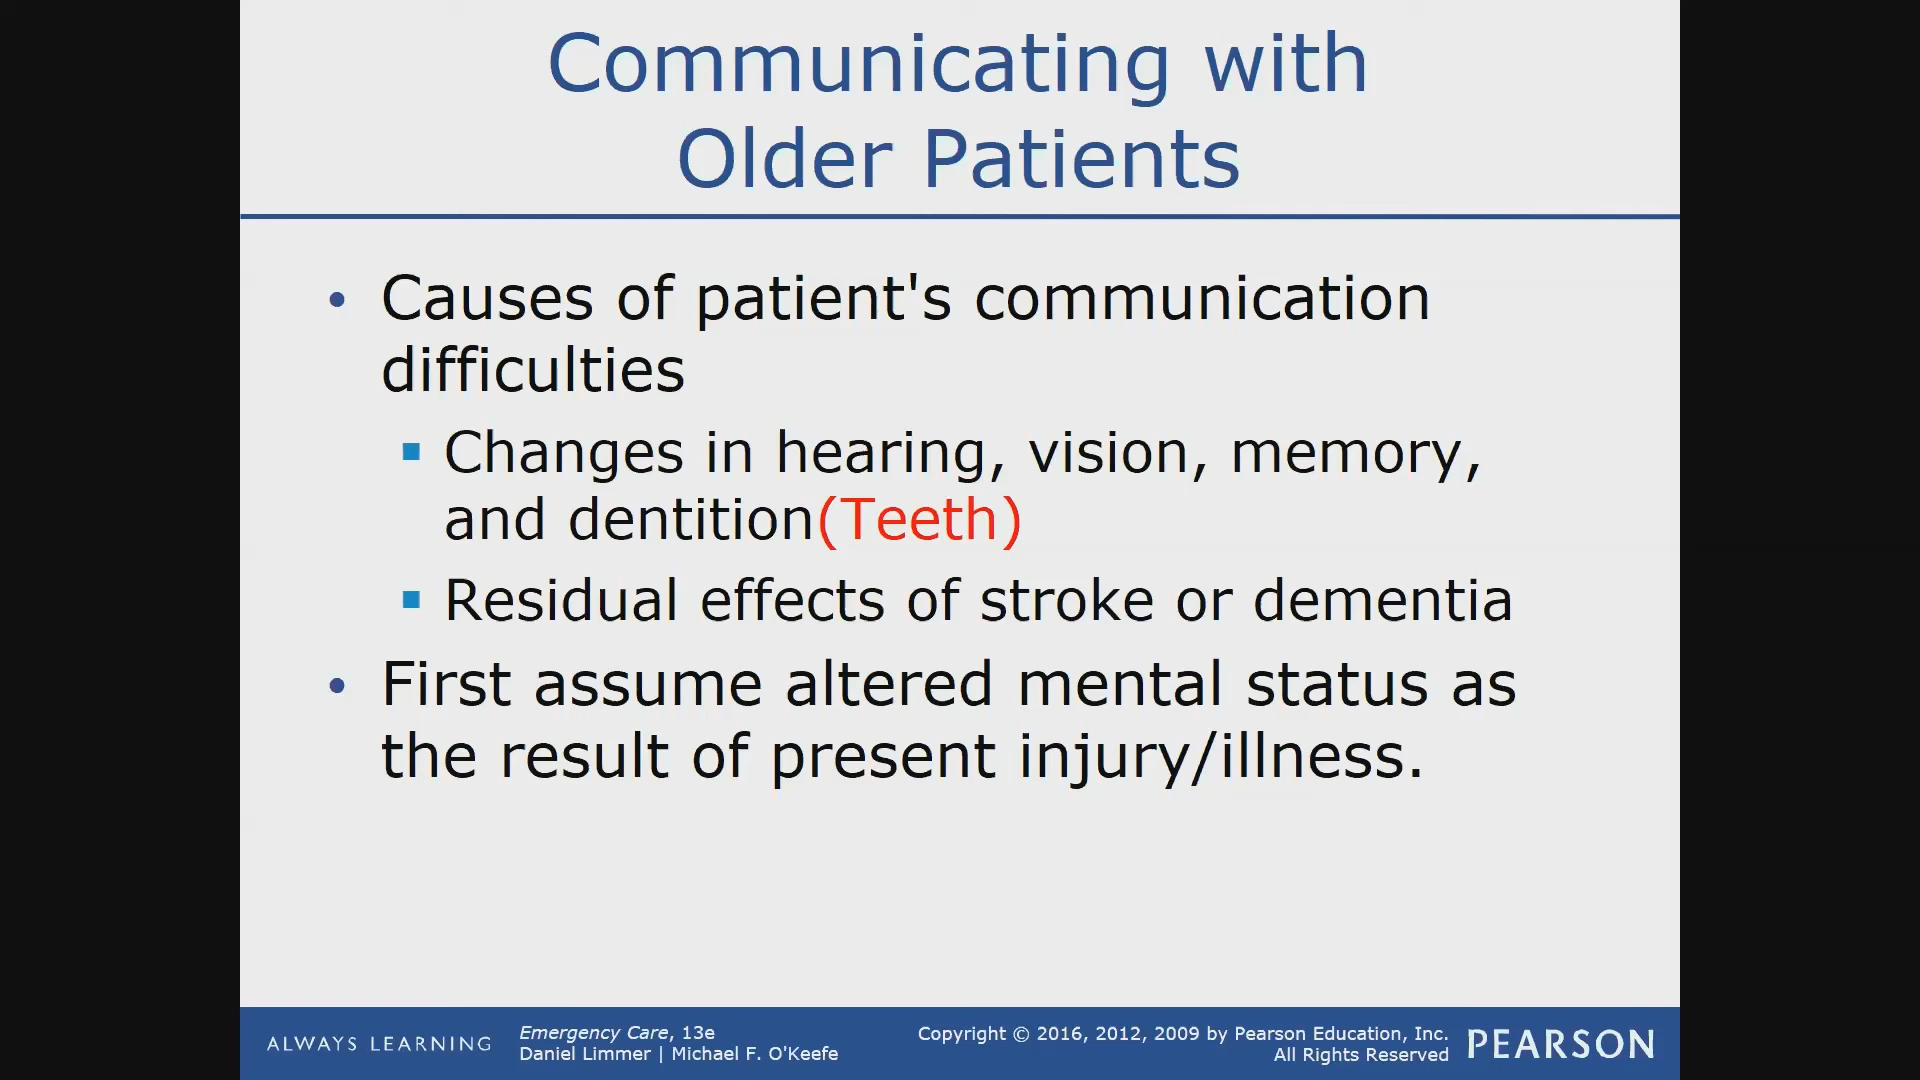 Communicating with
Older Patients
• Causes of patient's communication
difficulties
▪ Changes in hearing, vision, memory,
and dentition(Teeth)
▪ Residual effects of stroke or dementia
• First assume altered mental status as
the result of present injury/illness.
ALWAYS LEARNING
Emergency Care, 13e
Daniel Limmer | Michael F. O'Keefe
Copyright © 2016, 2012, 2009 by Pearson Education, Inc.
All Rights Reserved
PEARSON